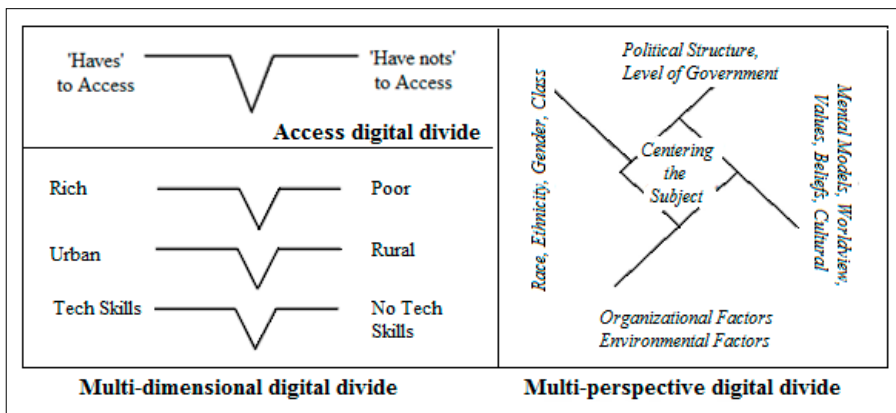 'Haves'
to Access
'Have nots'
to Access
Access digital divide
Rich
Poor
Urban
Rural
Tech Skills
No Tech
Skills
Multi-dimensional digital divide
Political Structure,
Level of Government
Race, Ethnicity, Gender, Class
Centering
the
Subject
Mental Models, Worldview,
Values, Beliefs, Cultural
Organizational Factors
Environmental Factors
Multi-perspective digital divide